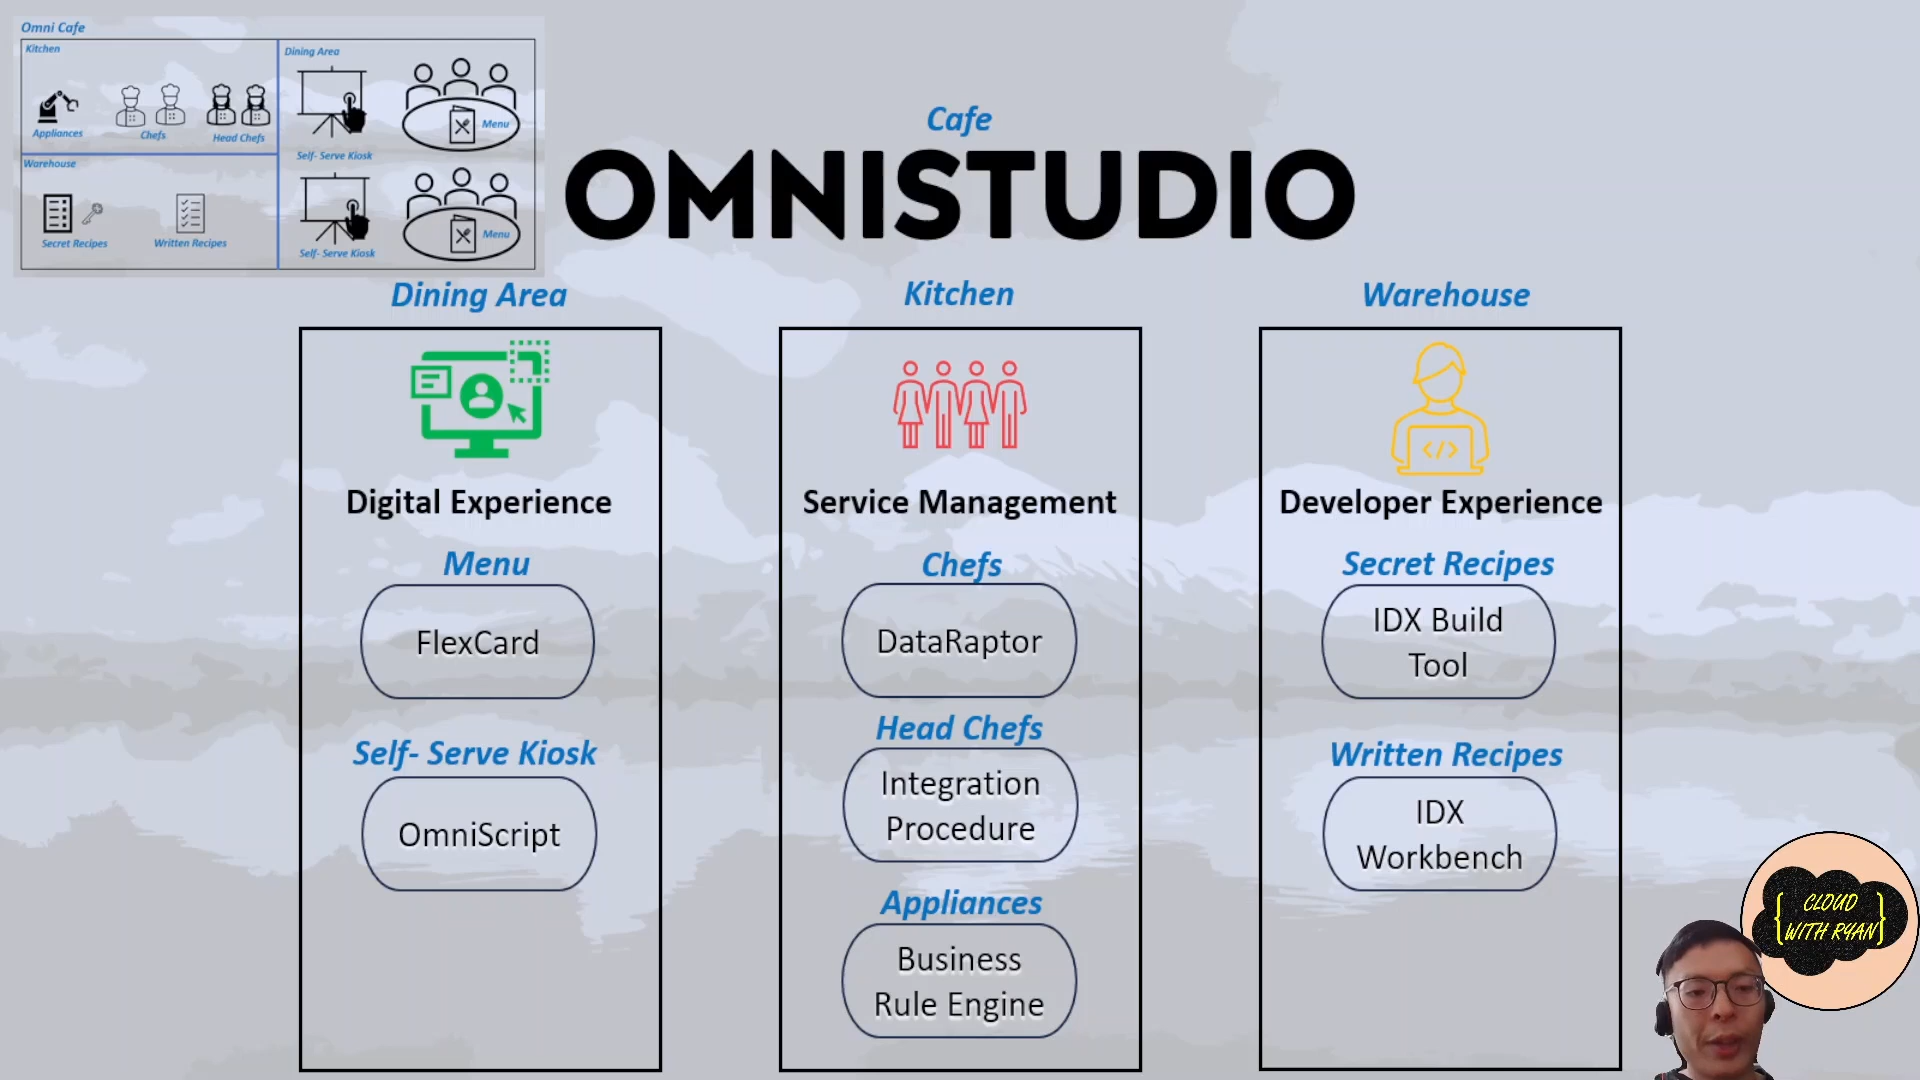 Omni Cafe
Kitchen
Appliances
Chefs
Head Chefs
Warehouse
Secret Recipes
Written Recipes
Dining Area
Menu
Self- Serve Kiosk
Menu
Self- Serve Kiosk
Cafe
OMNISTUDIO
Dining Area
Digital Experience
Menu
FlexCard
Self- Serve Kiosk
OmniScript
Kitchen
Service Management
Chefs
DataRaptor
Head Chefs
Integration
Procedure
Appliances
Business
Rule Engine
Warehouse
</>
Developer Experience
Secret Recipes
IDX Build
Tool
Written Recipes
IDX
Workbench
{ CLOUD
WITH RYAN }